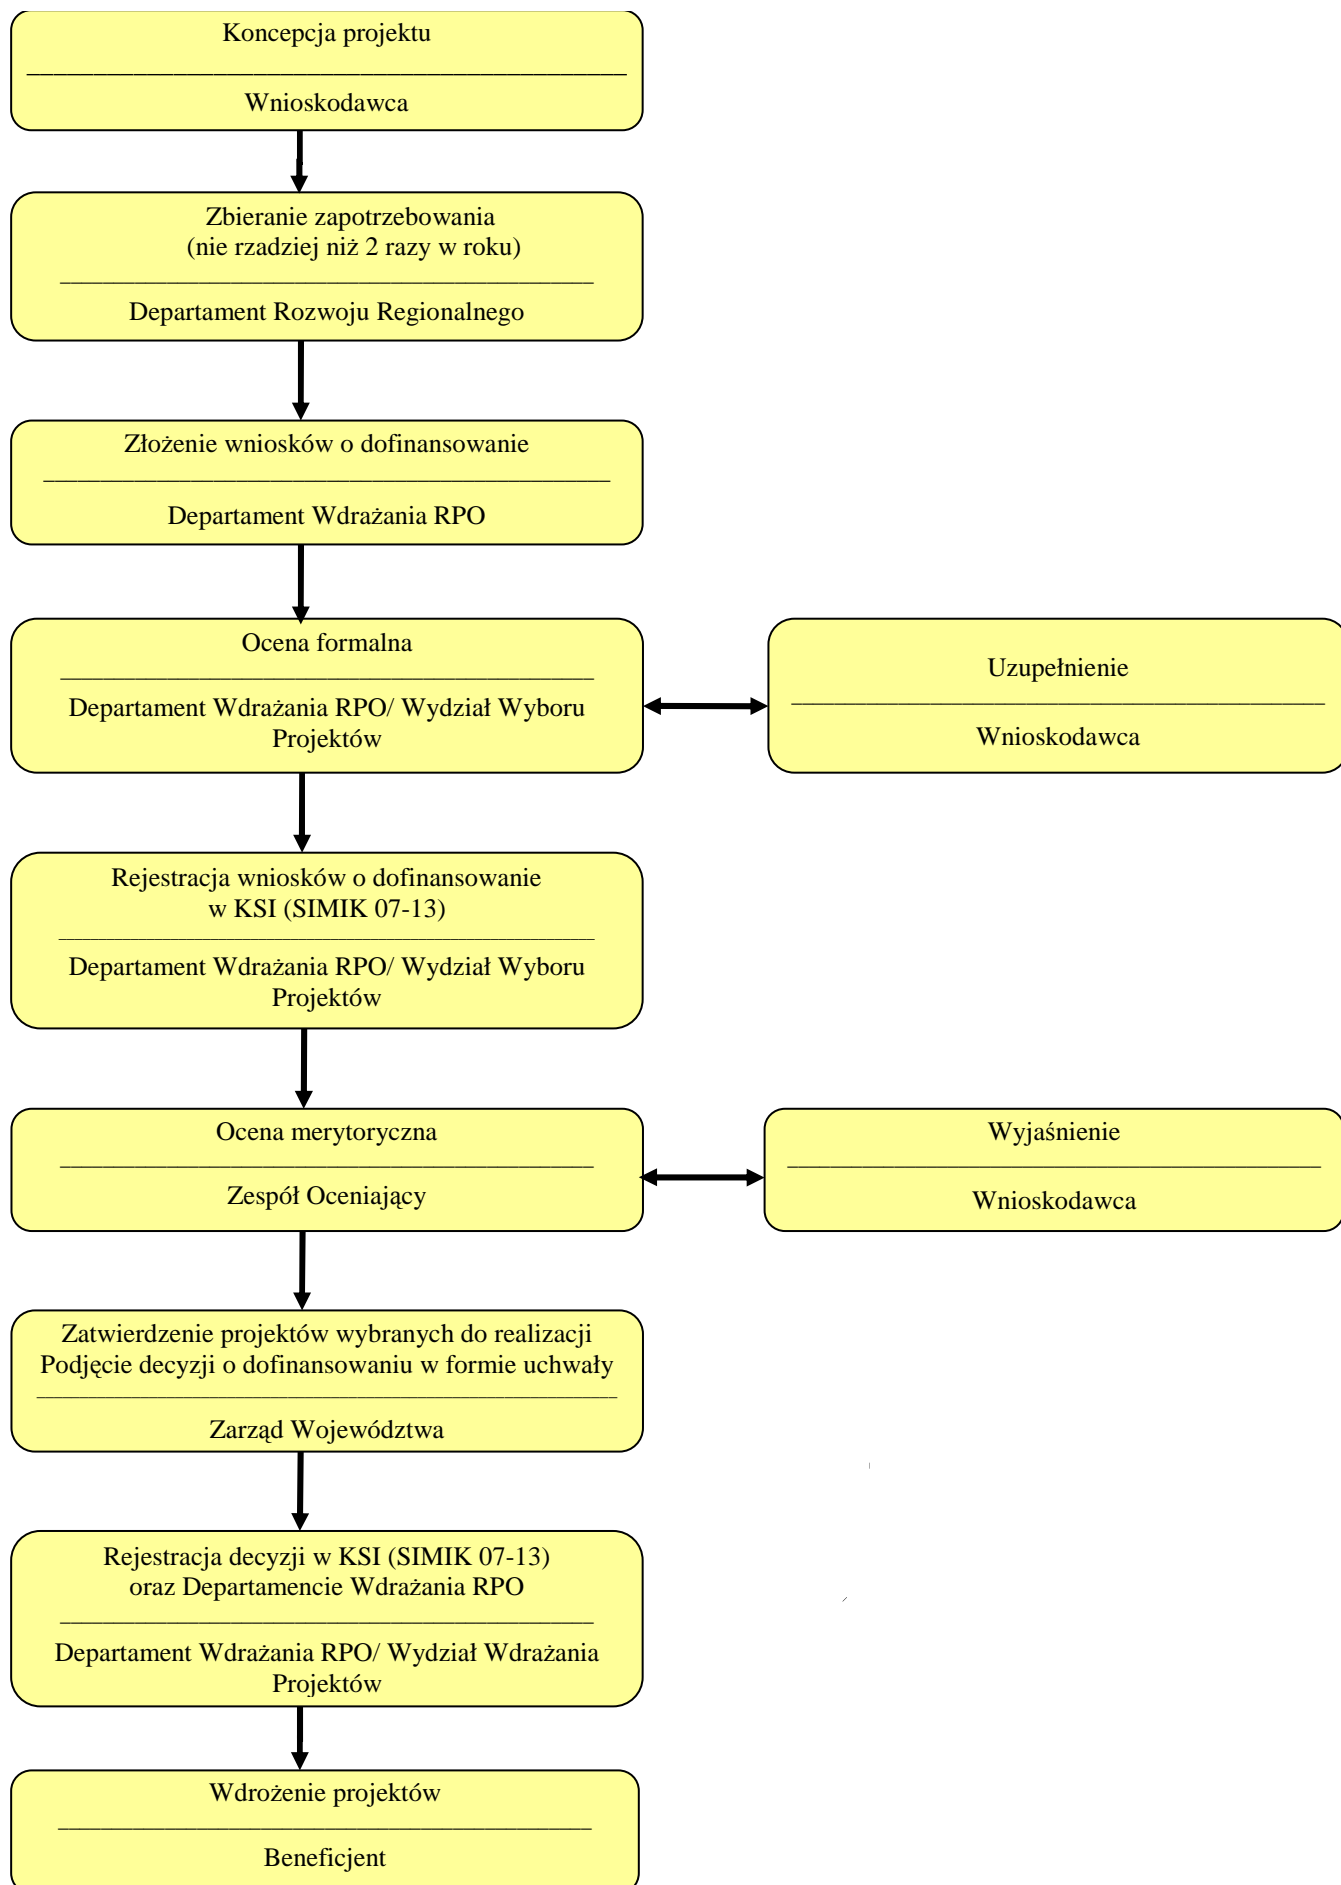 Koncepcja projektu
Wnioskodawca
Zbieranie zapotrzebowania
(nie rzadziej niż 2 razy w roku)
Departament Rozwoju Regionalnego
Złożenie wniosków o dofinansowanie
Departament Wdrażania RPO
Ocena formalna
Departament Wdrażania RPO/ Wydział Wyboru
Projektów
Uzupełnienie
Wnioskodawca
Rejestracja wniosków o dofinansowanie
w KSI (SIMIK 07-13)
Departament Wdrażania RPO/ Wydział Wyboru
Projektów
Ocena merytoryczna
Zespół Oceniający
Wyjaśnienie
Wnioskodawca
Zatwierdzenie projektów wybranych do realizacji
Podjęcie decyzji o dofinansowaniu w formie uchwały
Zarząd Województwa
Rejestracja decyzji w KSI (SIMIK 07-13)
oraz Departamencie Wdrażania RPO
Departament Wdrażania RPO/ Wydział Wdrażania
Projektów
Wdrożenie projektów
Beneficjent